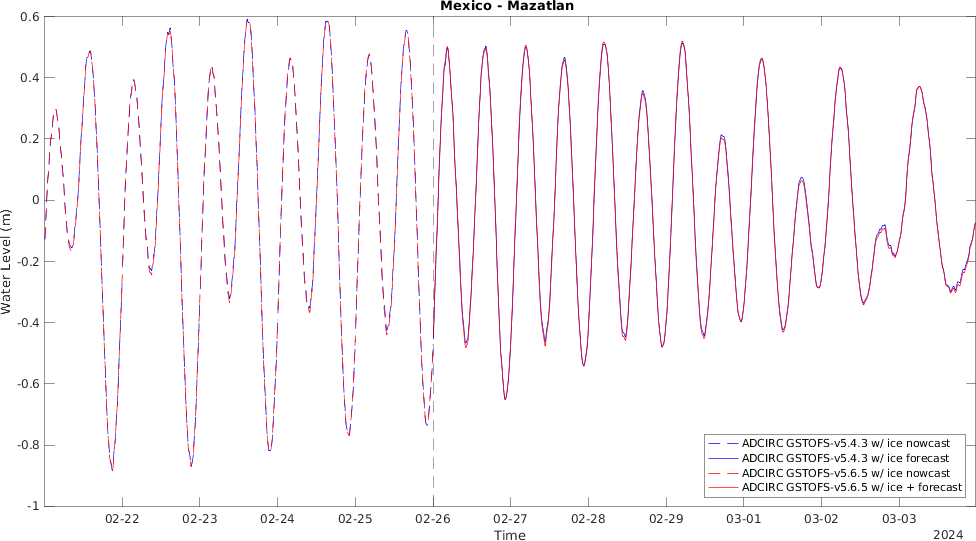 Mexico - Mazatlan
0.6
0.4
0.2
0
-0.2
-0.4
-0.6
-0.8
-1
Water Level (m)
ADCIRC GSTOFS-v5.4.3 w/ ice nowcast
ADCIRC GSTOFS-v5.4.3 w/ ice forecast
ADCIRC GSTOFS-v5.6.5 w/ ice nowcast
ADCIRC GSTOFS-v5.6.5 w/ ice + forecast
02-22 02-23 02-24 02-25 02-26 02-27 02-28 02-29 03-01 03-02 03-03
Time
2024